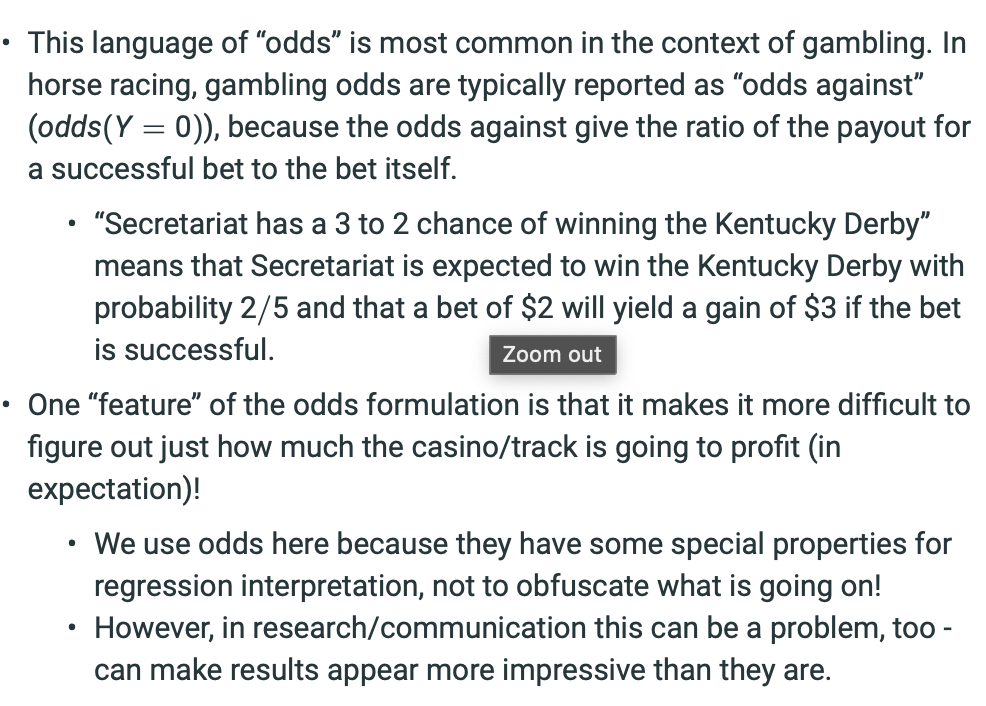 • This language of “odds” is most common in the context of gambling. In
horse racing, gambling odds are typically reported as “odds against”
(odds(Y = 0)), because the odds against give the ratio of the payout for
a successful bet to the bet itself.
• “Secretariat has a 3 to 2 chance of winning the Kentucky Derby”
means that Secretariat is expected to win the Kentucky Derby with
probability 2/5 and that a bet of $2 will yield a gain of $3 if the bet
is successful.
Zoom out
• One “feature” of the odds formulation is that it makes it more difficult to
figure out just how much the casino/track is going to profit (in
expectation)!
• We use odds here because they have some special properties for
regression interpretation, not to obfuscate what is going on!
• However, in research/communication this can be a problem, too -
can make results appear more impressive than they are.